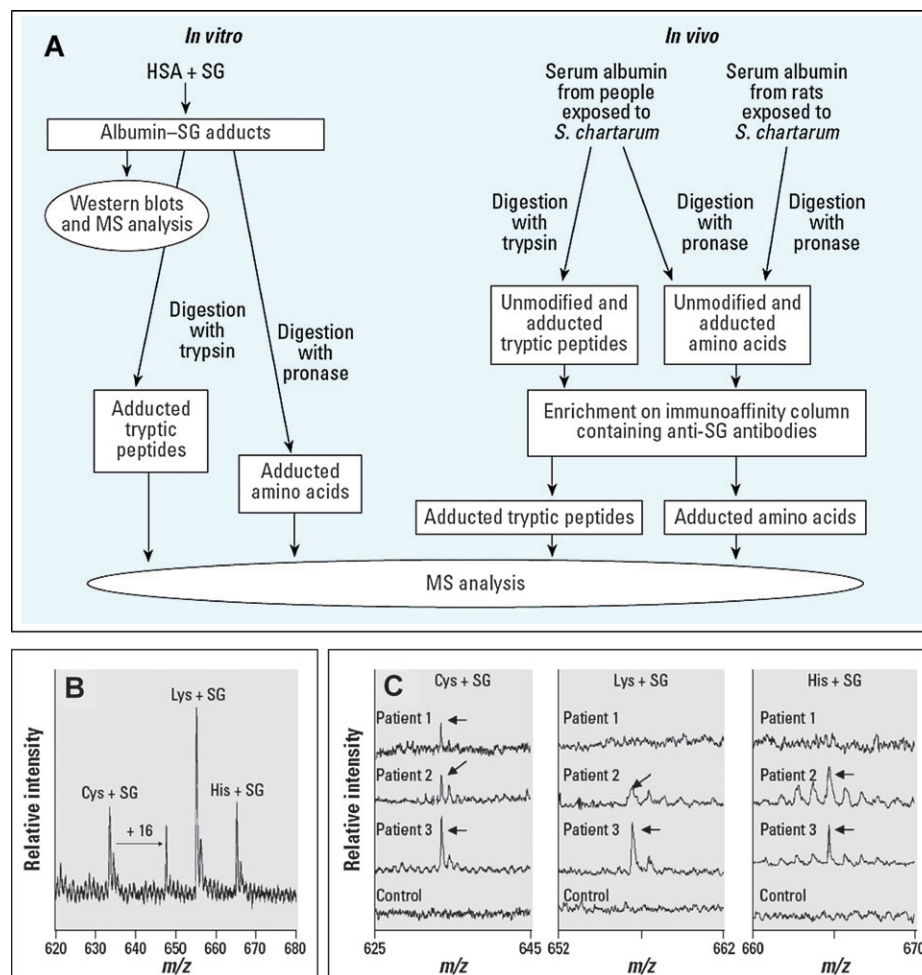 A
In vitro
HSA + SG
Albumin–SG adducts
Western blots
and MS analysis
Digestion
with
trypsin
Digestion
with
pronase
Adducted
tryptic
peptides
Adducted
amino acids
In vivo
Serum albumin
from people
exposed to
S. chartarum
Serum albumin
from rats
exposed to
S. chartarum
Digestion
with
trypsin
Digestion
with
pronase
Digestion
with
pronase
Unmodified and
adducted
tryptic peptides
Unmodified and
adducted
amino acids
Enrichment on immunoaffinity column
containing anti-SG antibodies
Adducted tryptic peptides
Adducted amino acids
MS analysis
B
Relative intensity
Lys + SG
Cys + SG
His + SG
+ 16
620 630 640 650 660 670 680
m/z
C
Relative intensity
Cys + SG
Patient 1
Patient 2
Patient 3
Control
625 645
m/z
Lys + SG
Patient 1
Patient 2
Patient 3
Control
652 662
m/z
His + SG
Patient 1
Patient 2
Patient 3
Control
660 670
m/z